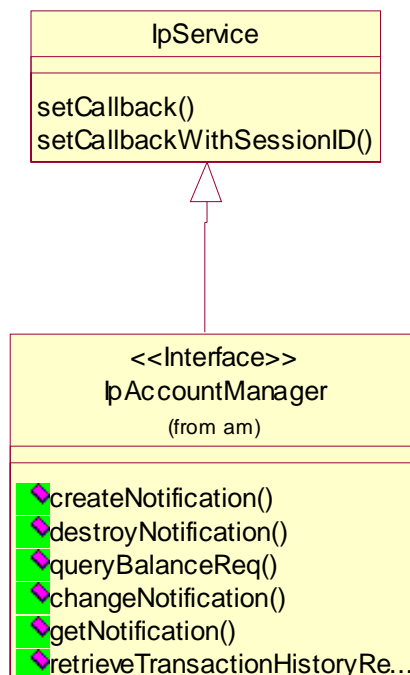 IpService
setCallback()
setCallbackWithSessionID()
<<Interface>>
IpAccountManager
(from am)
createNotification()
destroyNotification()
queryBalanceReq()
changeNotification()
getNotification()
retrieveTransactionHistoryRe...